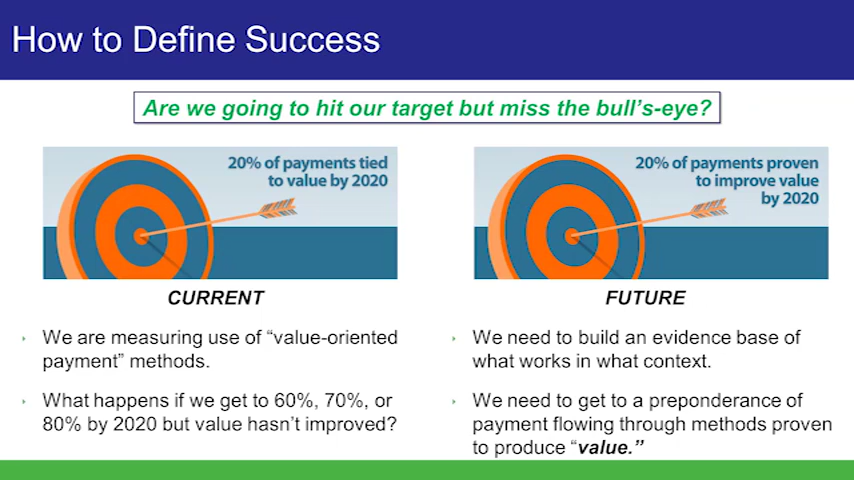 How to Define Success
Are we going to hit our target but miss the bull's-eye?
20% of payments tied
to value by 2020
CURRENT
We are measuring use of “value-oriented
payment” methods.
What happens if we get to 60%, 70%, or
80% by 2020 but value hasn't improved?
20% of payments proven
to improve value
by 2020
FUTURE
We need to build an evidence base of
what works in what context.
We need to get to a preponderance of
payment flowing through methods proven
to produce “value.”